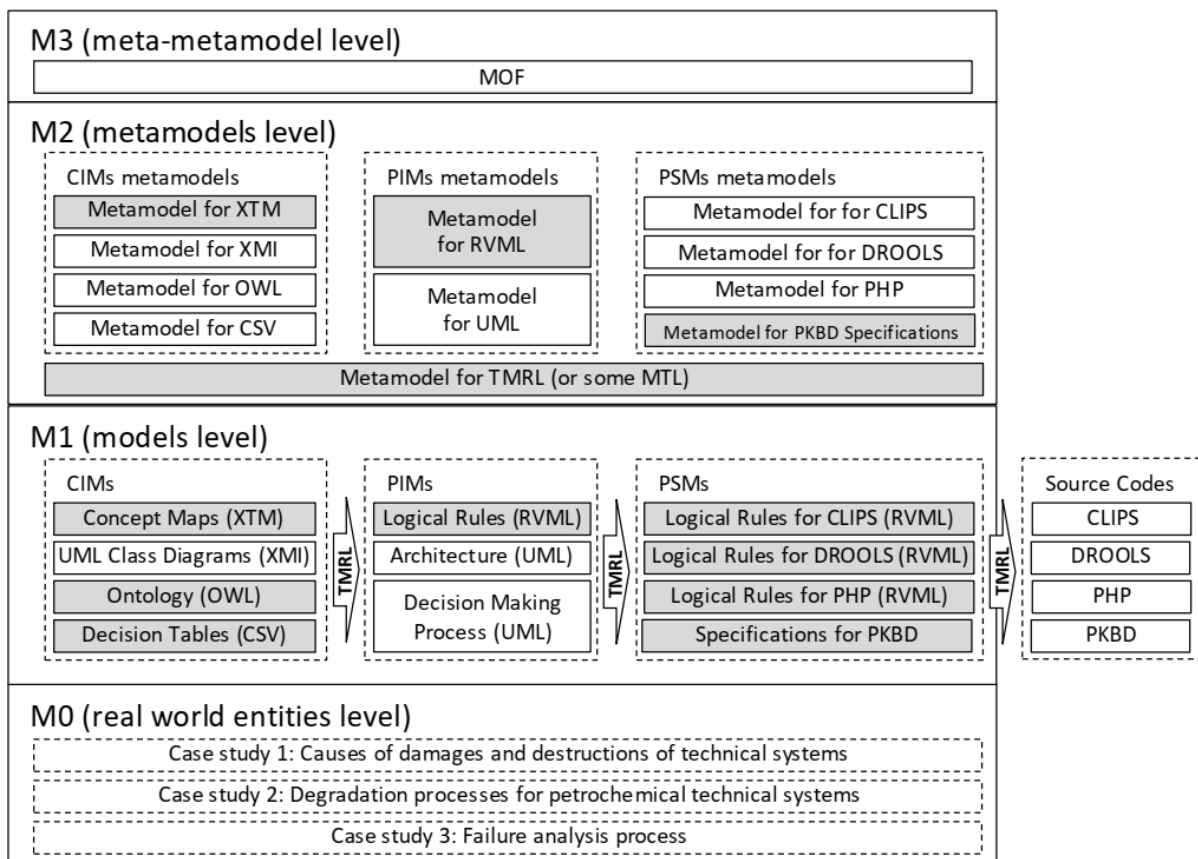 M3 (meta-metamodel level)
MOF
M2 (metamodels level)
CIMs metamodels
Metamodel for XTM
Metamodel for XMI
Metamodel for OWL
Metamodel for CSV
PIMs metamodels
Metamodel
for RVML
Metamodel
for UML
PSMs metamodels
Metamodel for for CLIPS
Metamodel for for DROOLS
Metamodel for PHP
Metamodel for PKBD Specifications
Metamodel for TMRL (or some MTL)
M1 (models level)
CIMs
Concept Maps (XTM)
UML Class Diagrams (XMI)
Ontology (OWL)
Decision Tables (CSV)
TMRL
PIMs
Logical Rules (RVML)
Architecture (UML)
Decision Making
Process (UML)
TMRL
PSMs
Logical Rules for CLIPS (RVML)
Logical Rules for DROOLS (RVML)
Logical Rules for PHP (RVML)
Specifications for PKBD
TMRL
Source Codes
CLIPS
DROOLS
PHP
PKBD
M0 (real world entities level)
Case study 1: Causes of damages and destructions of technical systems
Case study 2: Degradation processes for petrochemical technical systems
Case study 3: Failure analysis process